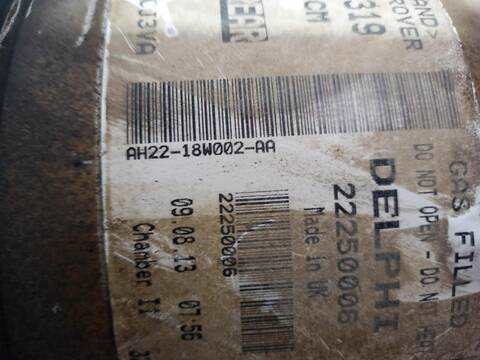 AH22-18W002-AA
GAS FILLED
DO NOT OPEN - DO NOT
DELPHI
22250006
Made in UK
22250006
09.08.13 07:56
Chamber II
ROVER
319
CM
REAR